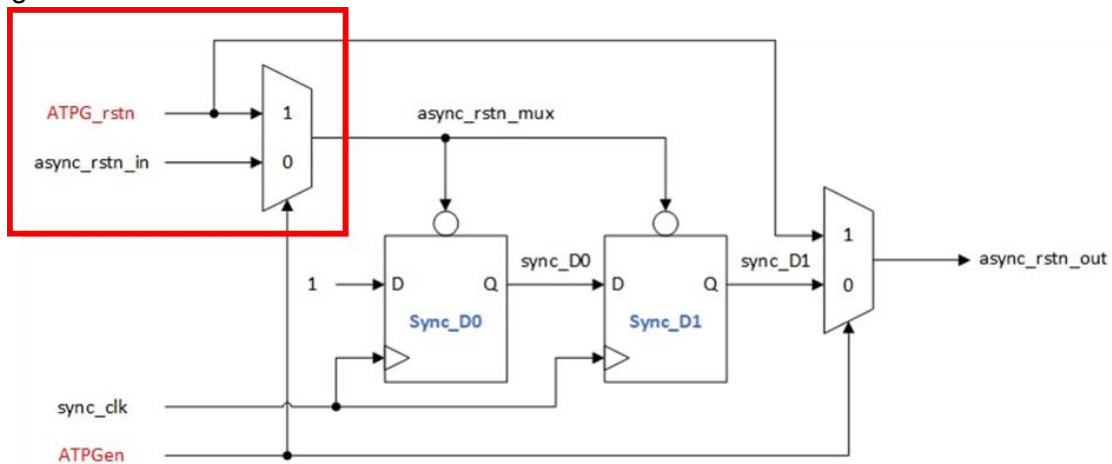 ATPG_rstn
async_rstn_in
1
0
async_rstn_mux
1
D
Q
Sync_D0
sync_D0
D
Q
Sync_D1
sync_D1
1
0
async_rstn_out
sync_clk
ATPGen